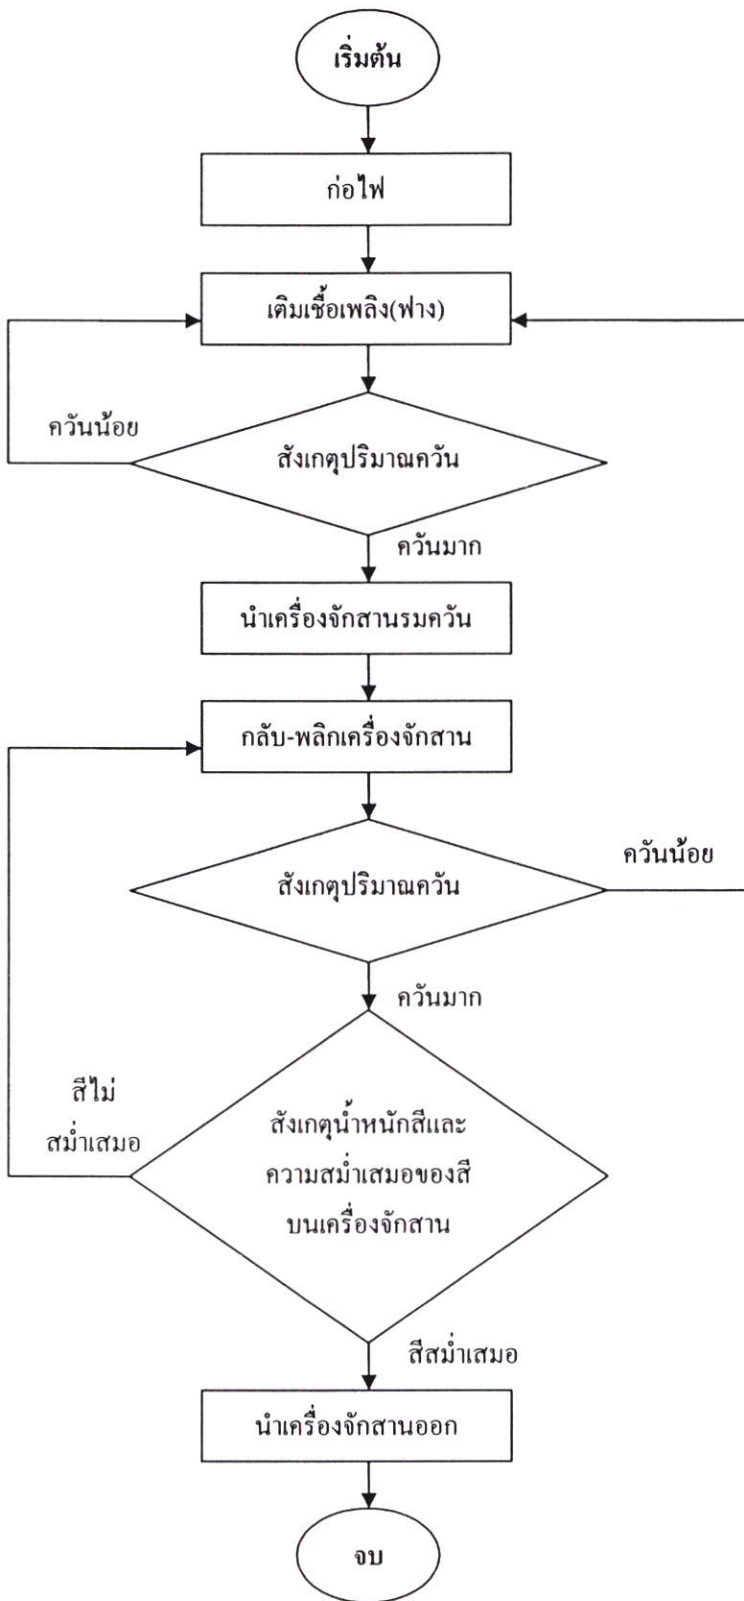 เริ่มต้น
ก่อไฟ
เติมเชื้อเพลิง(ฟาง)
ควันน้อย
สังเกตุปริมาณควัน
ควันมาก
นำเครื่องจักสานรมควัน
กลับ-พลิกเครื่องจักสาน
สังเกตุปริมาณควัน
ควันน้อย
ควันมาก
สีไม่
สม่ำเสมอ
สังเกตุน้ำหนักสีและ
ความสม่ำเสมอของสี
บนเครื่องจักสาน
สีสม่ำเสมอ
นำเครื่องจักสานออก
จบ